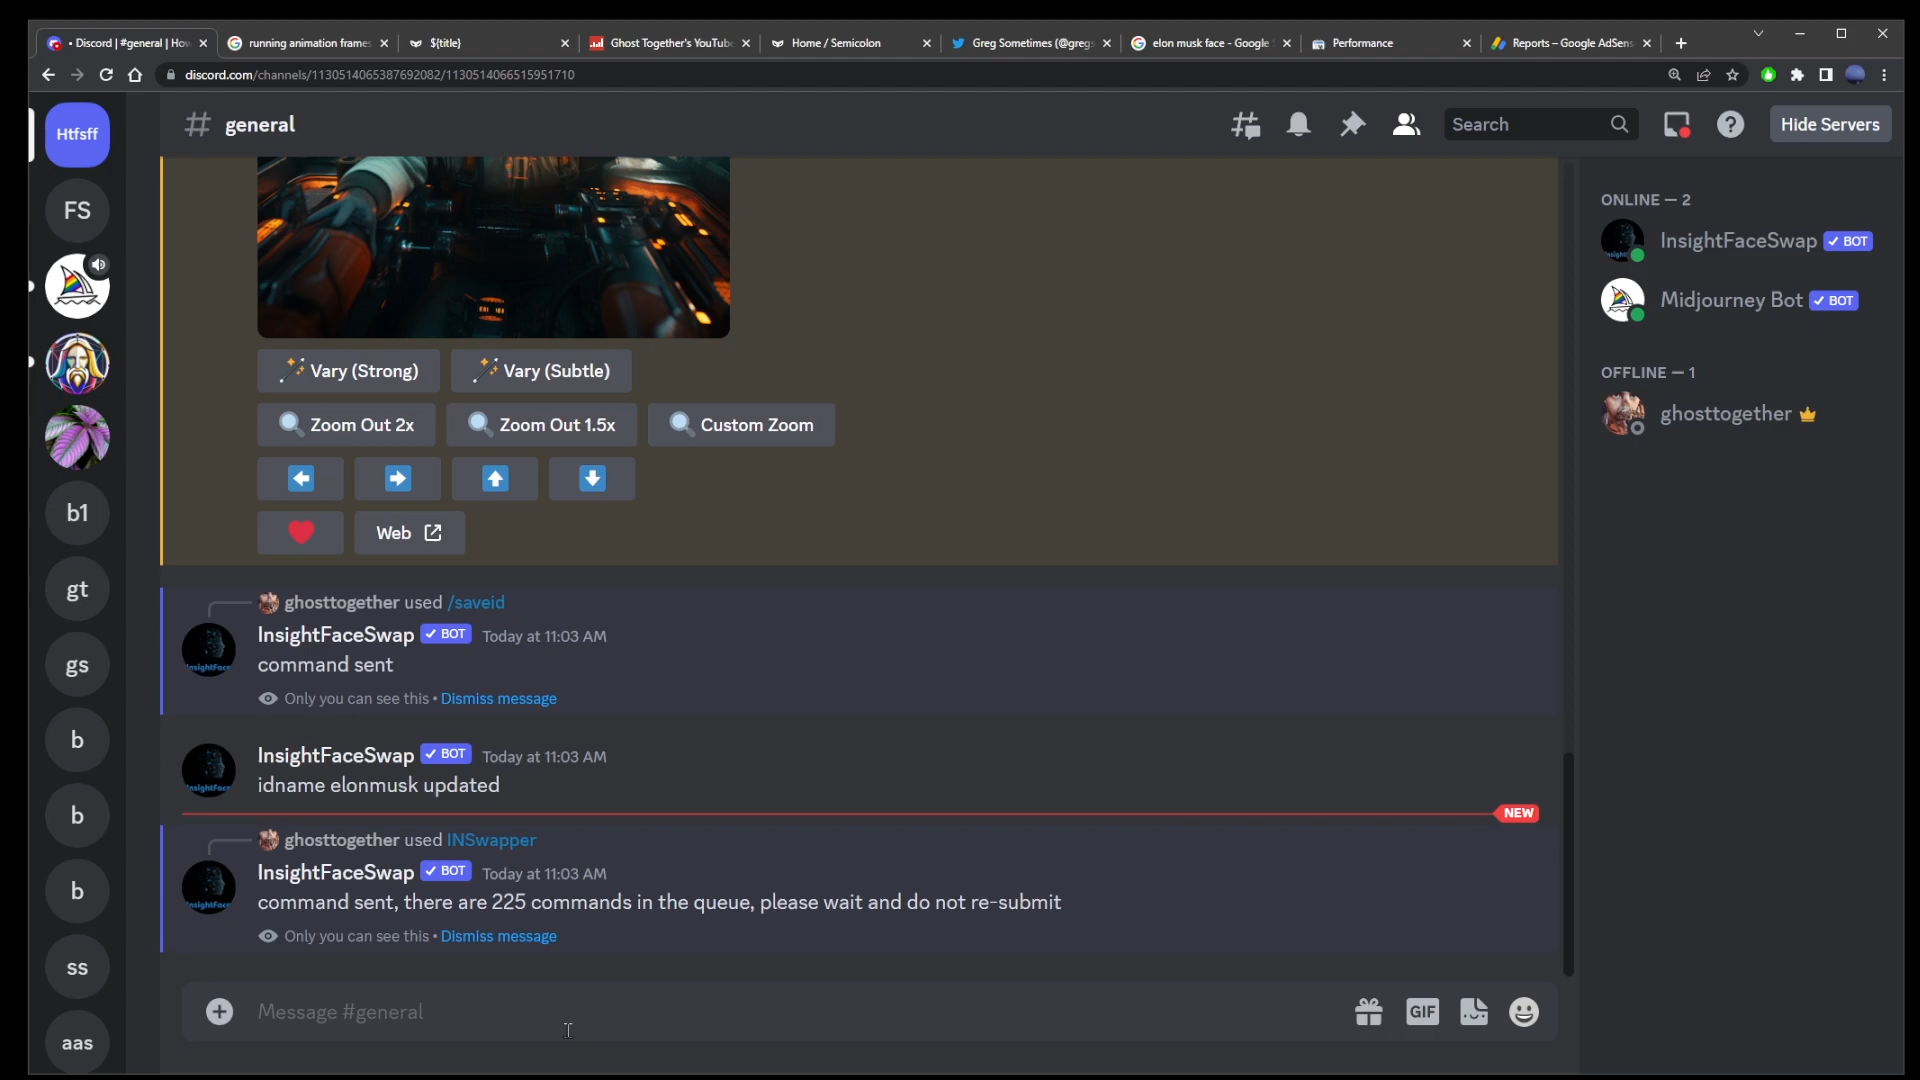 • Discord | #general | Hov
running animation frames
${title}
Ghost Together's YouTube
Home / Semicolon
Greg Sometimes (@gregs
elon musk face - Google
Performance
Reports – Google AdSens
discord.com/channels/1130514065387692082/1130514066515951710
Htfsff
general
Search
Hide Servers
FS
b1
gt
gs
b
b
b
ss
aas
Vary (Strong)
Vary (Subtle)
Zoom Out 2x
Zoom Out 1.5x
Custom Zoom
Web
ghosttogether used /saveid
InsightFaceSwap BOT Today at 11:03 AM
command sent
Only you can see this • Dismiss message
InsightFaceSwap BOT Today at 11:03 AM
idname elonmusk updated
NEW
ghosttogether used INSwapper
InsightFaceSwap BOT Today at 11:03 AM
command sent, there are 225 commands in the queue, please wait and do not re-submit
Only you can see this • Dismiss message
Message #general
GIF
ONLINE — 2
InsightFaceSwap BOT
Midjourney Bot BOT
OFFLINE — 1
ghosttogether